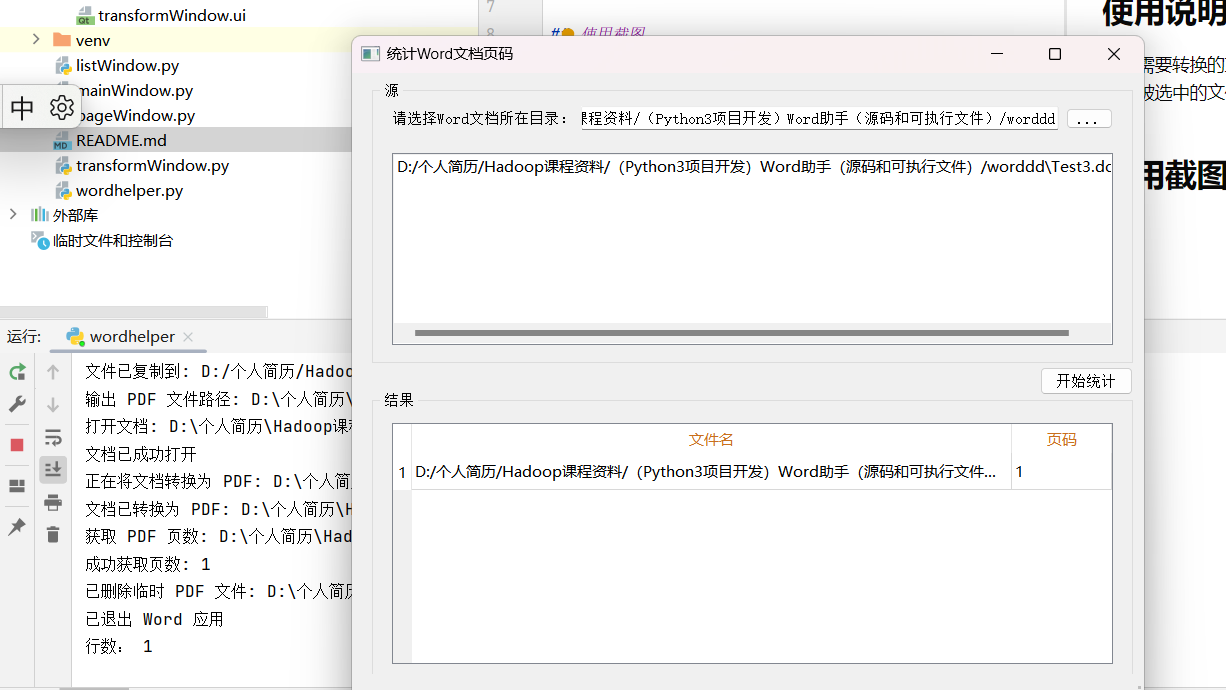 transformWindow.ui
venv
listWindow.py
mainWindow.py
pageWindow.py
README.md
transformWindow.py
wordhelper.py
外部库
临时文件和控制台
中
7
8
# 使用截图
使用说明
需要转换的
被选中的文
用截图
统计Word文档页码
源
请选择Word文档所在目录: 课程资料/（Python3项目开发）Word助手（源码和可执行文件）/worddd
...
D:/个人简历/Hadoop课程资料/（Python3项目开发）Word助手（源码和可执行文件）/worddd\Test3.dc
开始统计
结果
文件名 页码
1 D:/个人简历/Hadoop课程资料/（Python3项目开发）Word助手（源码和可执行文件... 1
运行: wordhelper
文件已复制到: D:/个人简历/Hadoo
输出 PDF 文件路径: D:\个人简历\
打开文档: D:\个人简历\Hadoop课程
文档已成功打开
正在将文档转换为 PDF: D:\个人简
文档已转换为 PDF: D:\个人简历\H
获取 PDF 页数: D:\个人简历\Had
成功获取页数: 1
已删除临时 PDF 文件: D:\个人简历
已退出 Word 应用
行数: 1